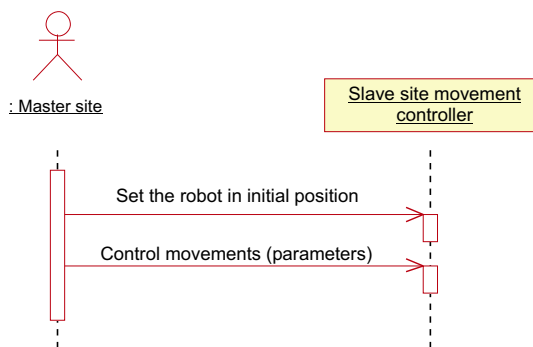 : Master site
Slave site movement
controller
Set the robot in initial position
Control movements (parameters)